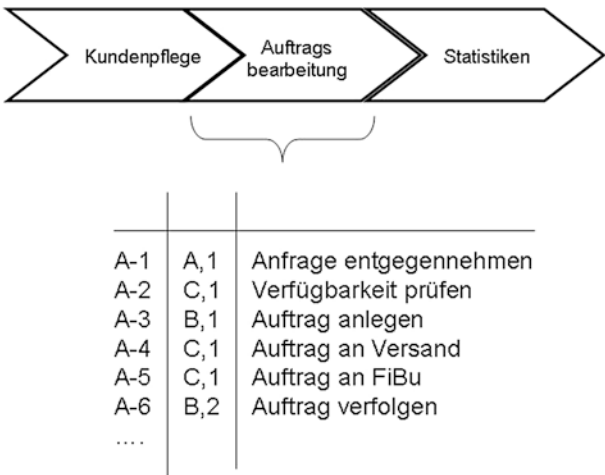 Kundenpflege
Auftrags
bearbeitung
Statistiken
A-1 A,1 Anfrage entgegennehmen
A-2 C,1 Verfügbarkeit prüfen
A-3 B,1 Auftrag anlegen
A-4 C,1 Auftrag an Versand
A-5 C,1 Auftrag an FiBu
A-6 B,2 Auftrag verfolgen
....